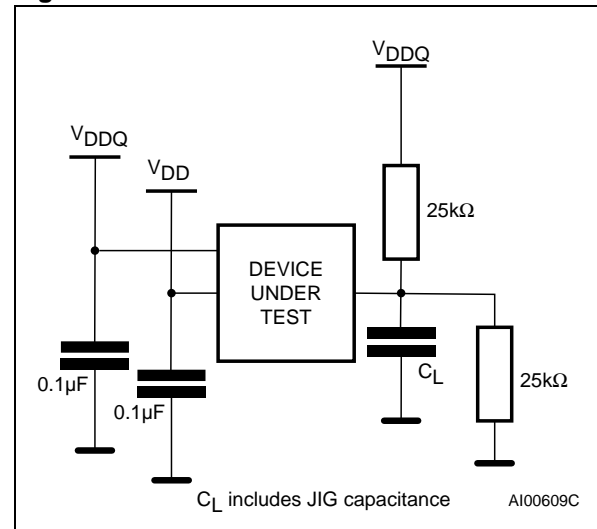 VDDQ
VDDQ
VDD
25kΩ
DEVICE
UNDER
TEST
0.1µF
0.1µF
CL
25kΩ
CL includes JIG capacitance
AI00609C